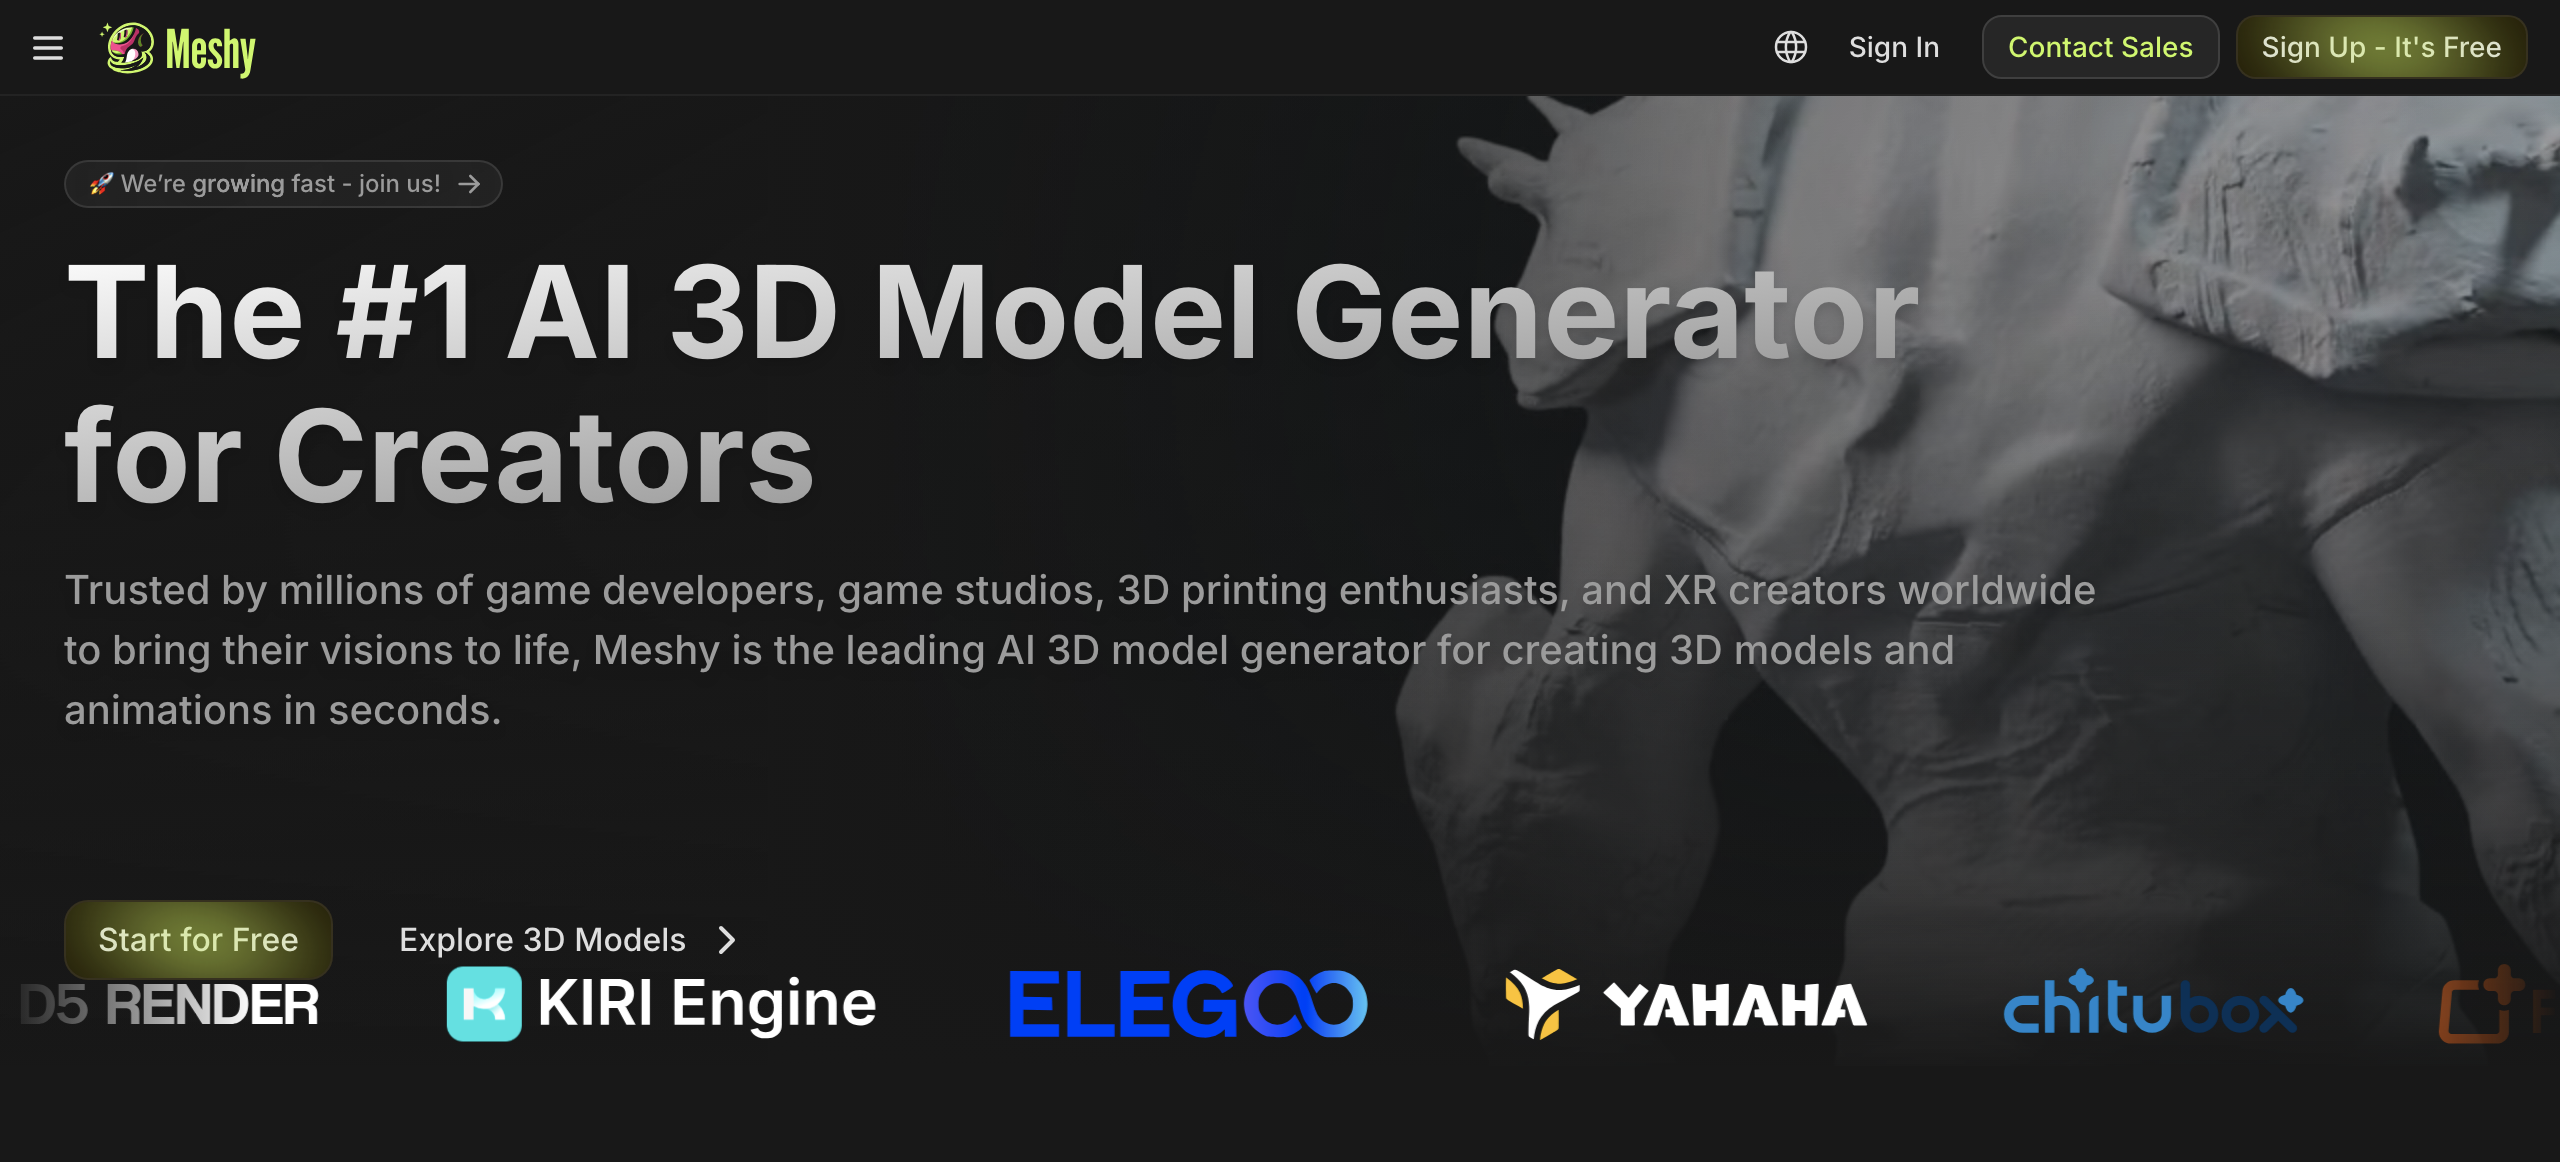 Meshy
Sign In
Contact Sales
Sign Up - It's Free
🚀 We’re growing fast - join us! →
The #1 AI 3D Model Generator
for Creators
Trusted by millions of game developers, game studios, 3D printing enthusiasts, and XR creators worldwide
to bring their visions to life, Meshy is the leading AI 3D model generator for creating 3D models and
animations in seconds.
Start for Free
Explore 3D Models
D5 RENDER
KIRI Engine
ELEGOO
YAHAHA
chitubox
F